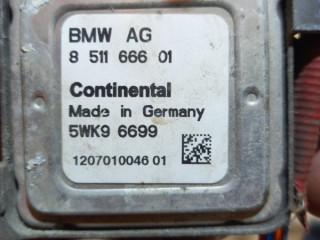 BMW AG
8 511 666 01
Continental
Made in Germany
5WK9 6699
1207010046 01